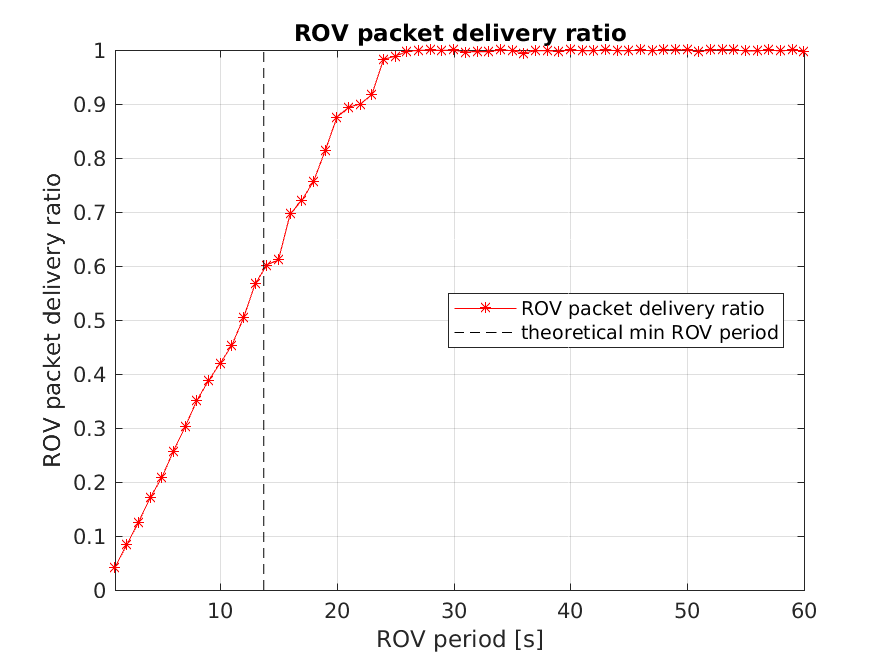 ROV packet delivery ratio
1
0.9
0.8
0.7
0.6
0.5
0.4
0.3
0.2
0.1
0
ROV packet delivery ratio
ROV packet delivery ratio
theoretical min ROV period
10 20 30 40 50 60
ROV period [s]